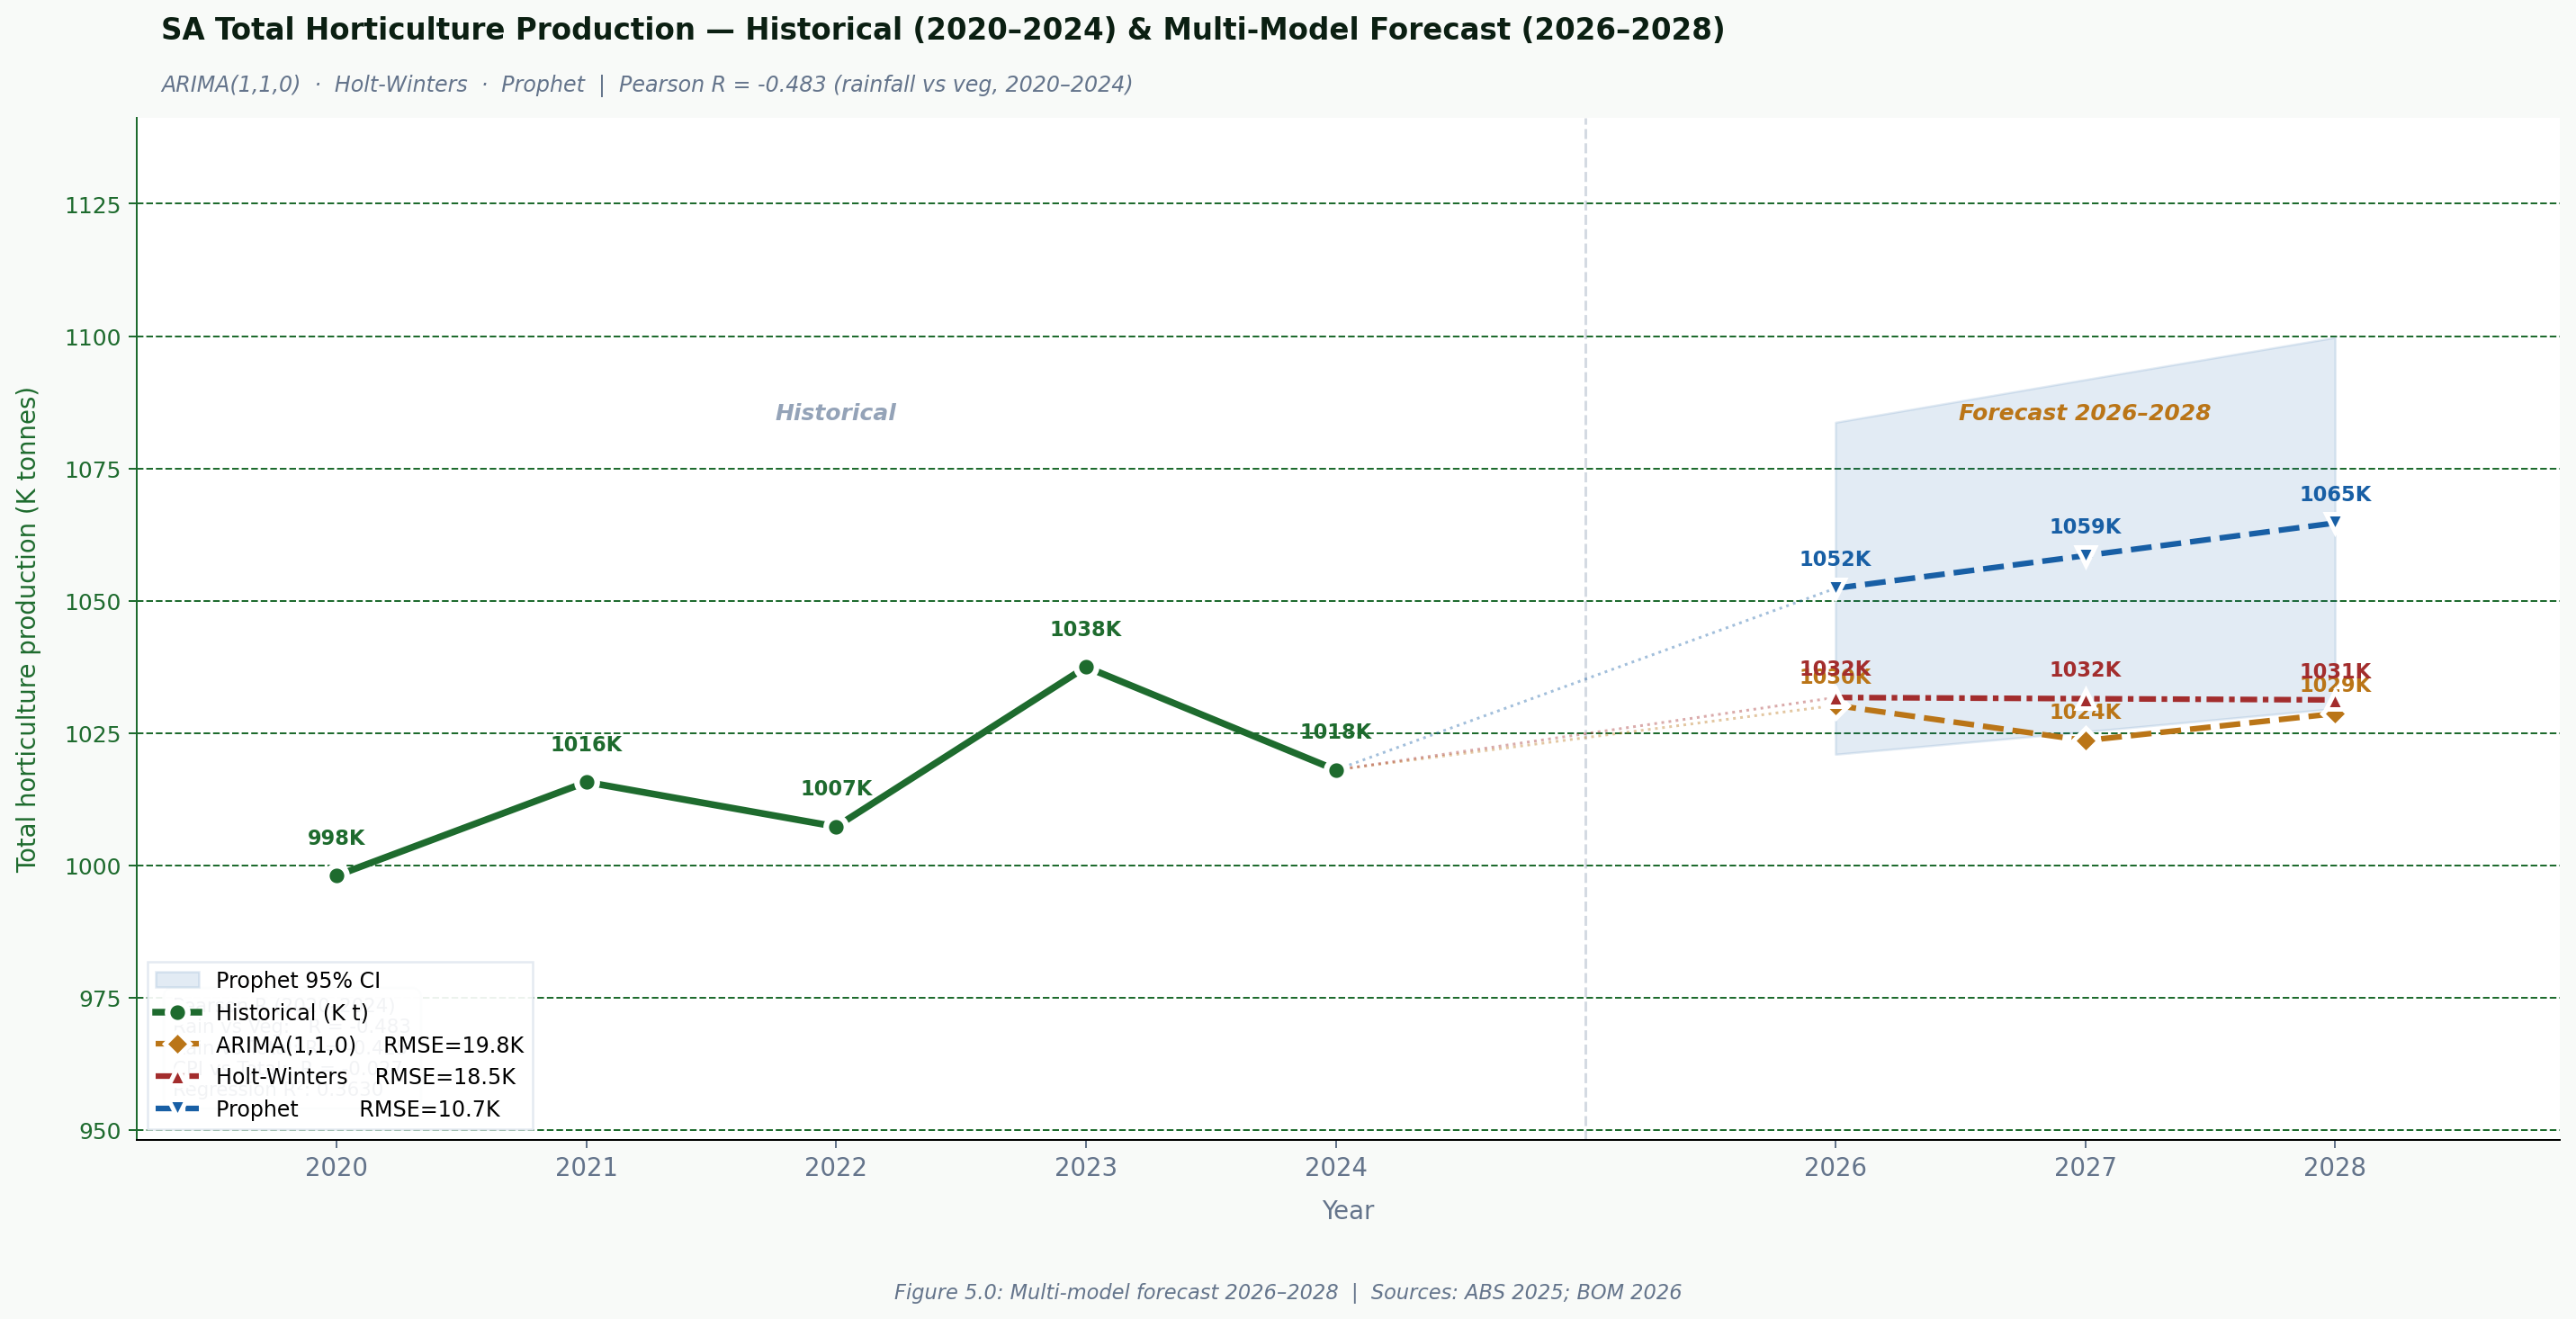 SA Total Horticulture Production — Historical (2020–2024) & Multi-Model Forecast (2026–2028)
ARIMA(1,1,0) · Holt-Winters · Prophet | Pearson R = -0.483 (rainfall vs veg, 2020–2024)
Total horticulture production (K tonnes)
1125
1100
1075
1050
1025
1000
975
950
Historical
Forecast 2026–2028
998K
1016K
1007K
1038K
1018K
1052K
1059K
1065K
1032K
1032K
1031K
1030K
1024K
1029K
Prophet 95% CI
Historical (K t)
ARIMA(1,1,0) RMSE=19.8K
Holt-Winters RMSE=18.5K
Prophet RMSE=10.7K
2020
2021
2022
2023
2024
2026
2027
2028
Year
Figure 5.0: Multi-model forecast 2026–2028 | Sources: ABS 2025; BOM 2026